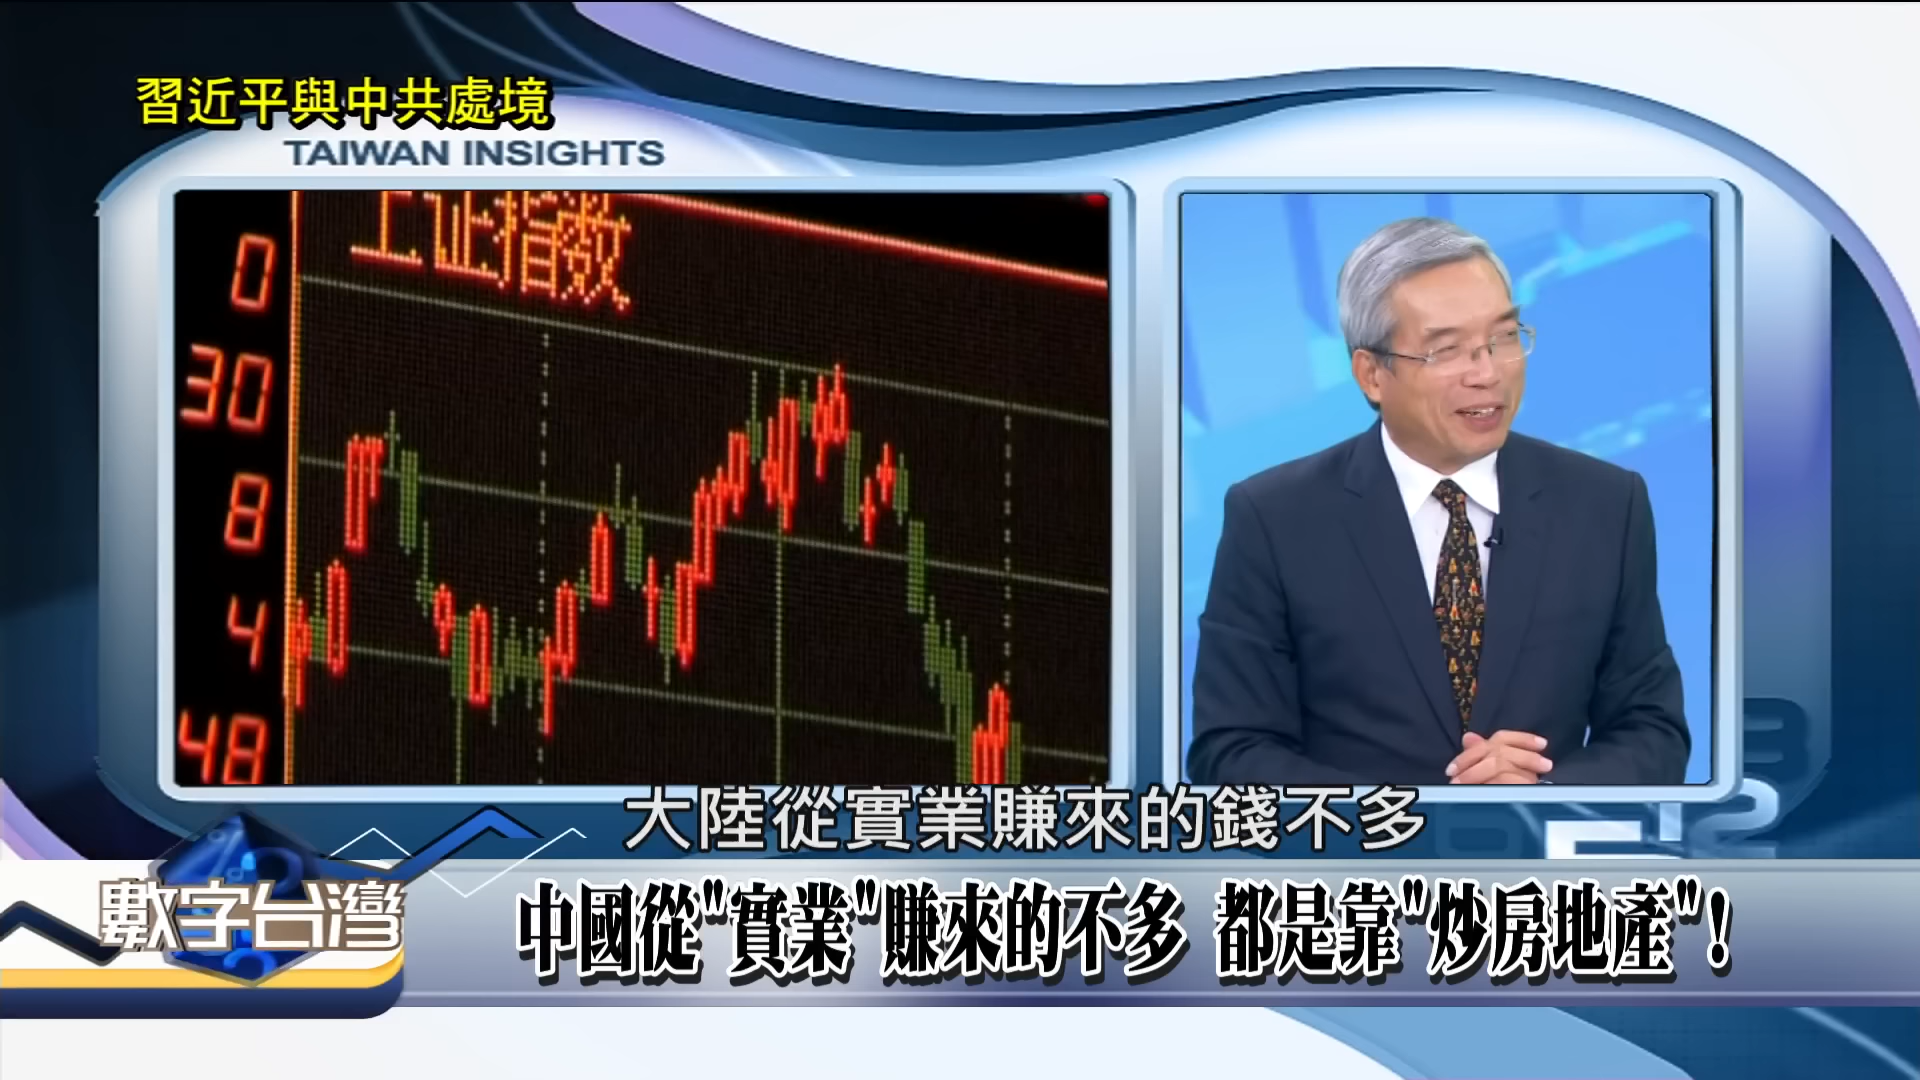 習近平與中共處境
TAIWAN INSIGHTS
上证指数
0
30
8
4
48
大陸從實業賺來的錢不多
數字台灣
中國從"實業"賺來的不多 都是靠"炒房地產"!